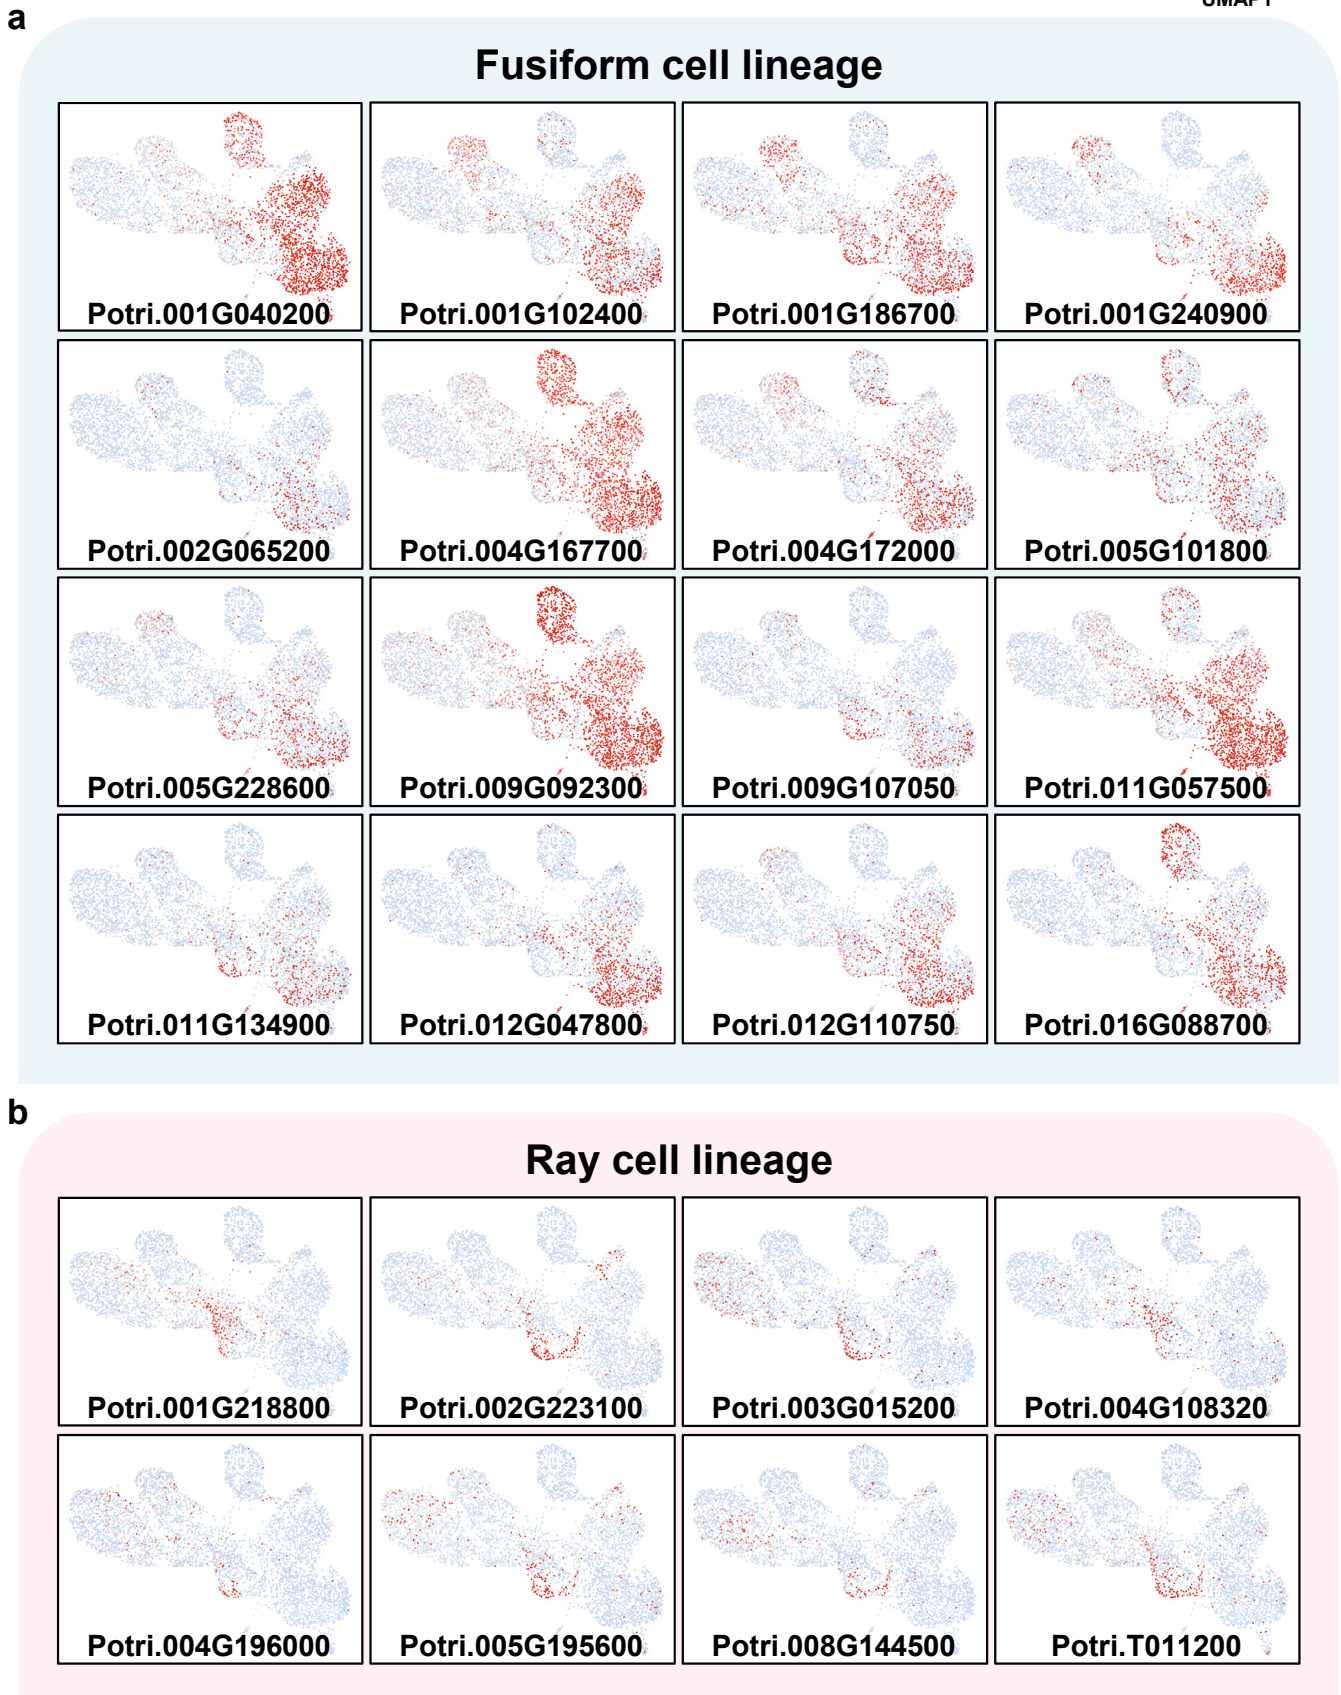 UMAP1
a
Fusiform cell lineage
Potri.001G040200 Potri.001G102400 Potri.001G186700 Potri.001G240900
Potri.002G065200 Potri.004G167700 Potri.004G172000 Potri.005G101800
Potri.005G228600 Potri.009G092300 Potri.009G107050 Potri.011G057500
Potri.011G134900 Potri.012G047800 Potri.012G110750 Potri.016G088700
b
Ray cell lineage
Potri.001G218800 Potri.002G223100 Potri.003G015200 Potri.004G108320
Potri.004G196000 Potri.005G195600 Potri.008G144500 Potri.T011200